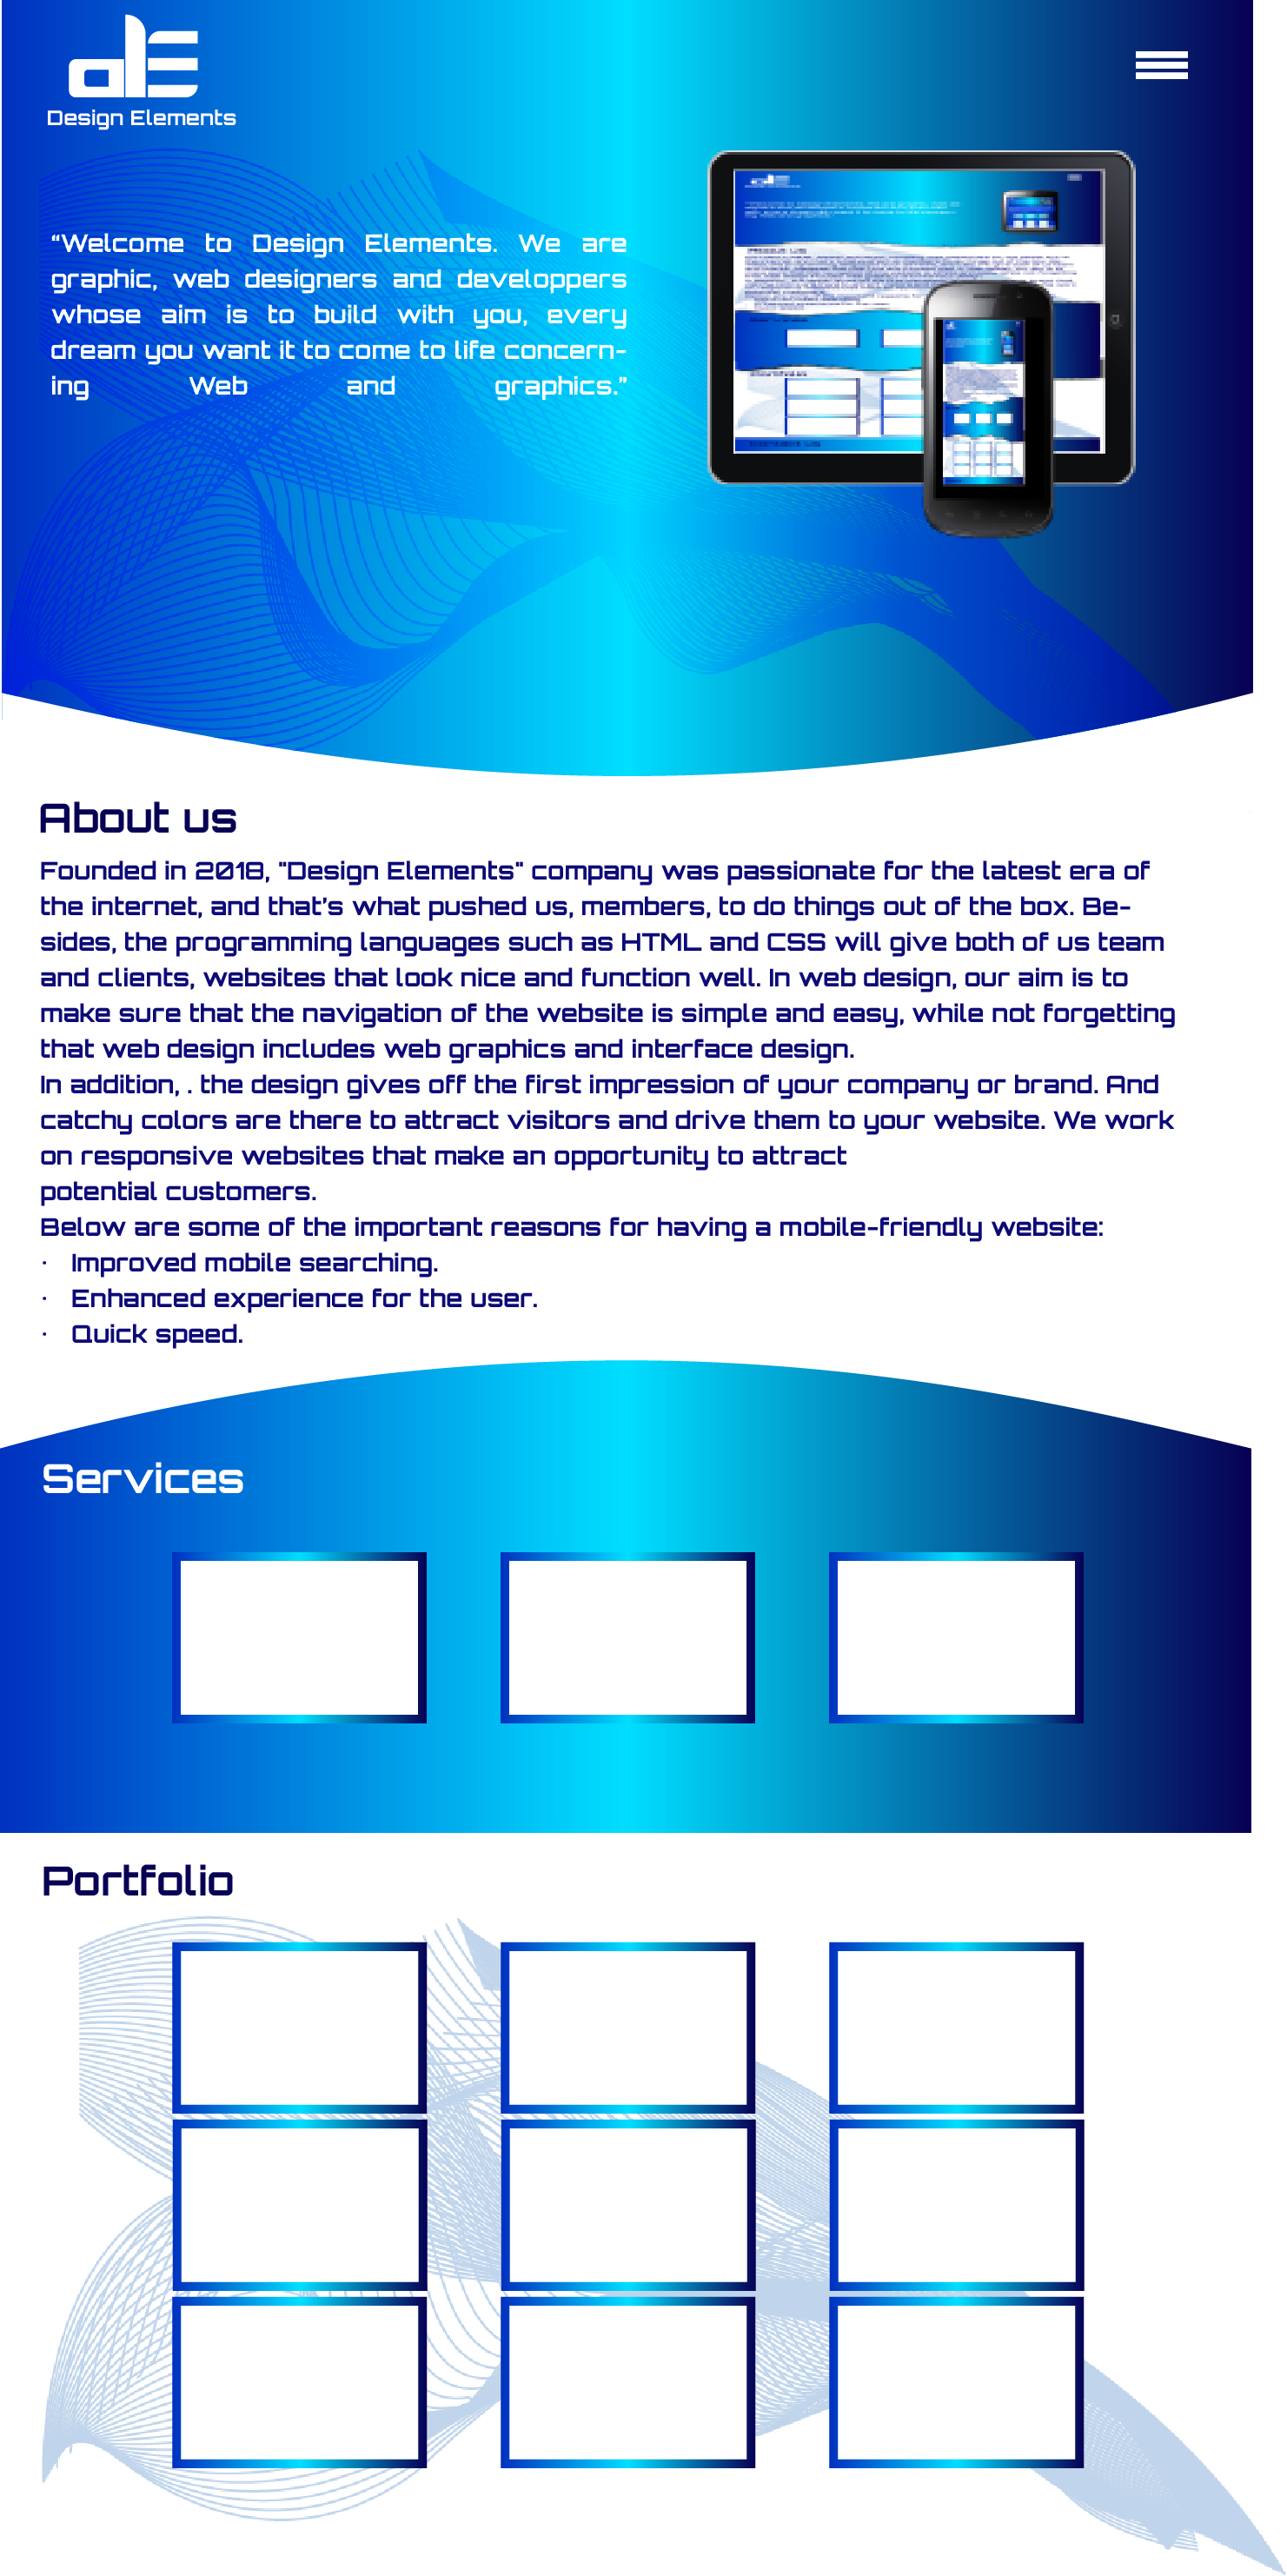 dE
Design Elements
“Welcome to Design Elements. We are
graphic, web designers and developpers
whose aim is to build with you, every
dream you want it to come to life concern-
ing Web and graphics.”
About us
Founded in 2018, "Design Elements" company was passionate for the latest era of
the internet, and that’s what pushed us, members, to do things out of the box. Be-
sides, the programming languages such as HTML and CSS will give both of us team
and clients, websites that look nice and function well. In web design, our aim is to
make sure that the navigation of the website is simple and easy, while not forgetting
that web design includes web graphics and interface design.
In addition, . the design gives off the first impression of your company or brand. And
catchy colors are there to attract visitors and drive them to your website. We work
on responsive websites that make an opportunity to attract
potential customers.
Below are some of the important reasons for having a mobile-friendly website:
· Improved mobile searching.
· Enhanced experience for the user.
· Quick speed.
Services
Portfolio